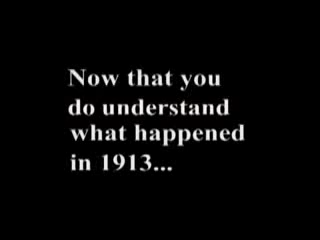 Now that you
do understand
what happened
in 1913...